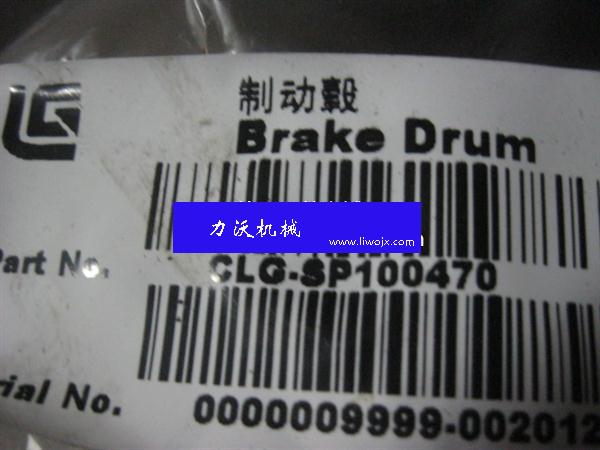 制动毂
Brake Drum
力沃机械
www.liwojx.com
Part No.
CLG-SP100470
rial No.
0000009999-002012